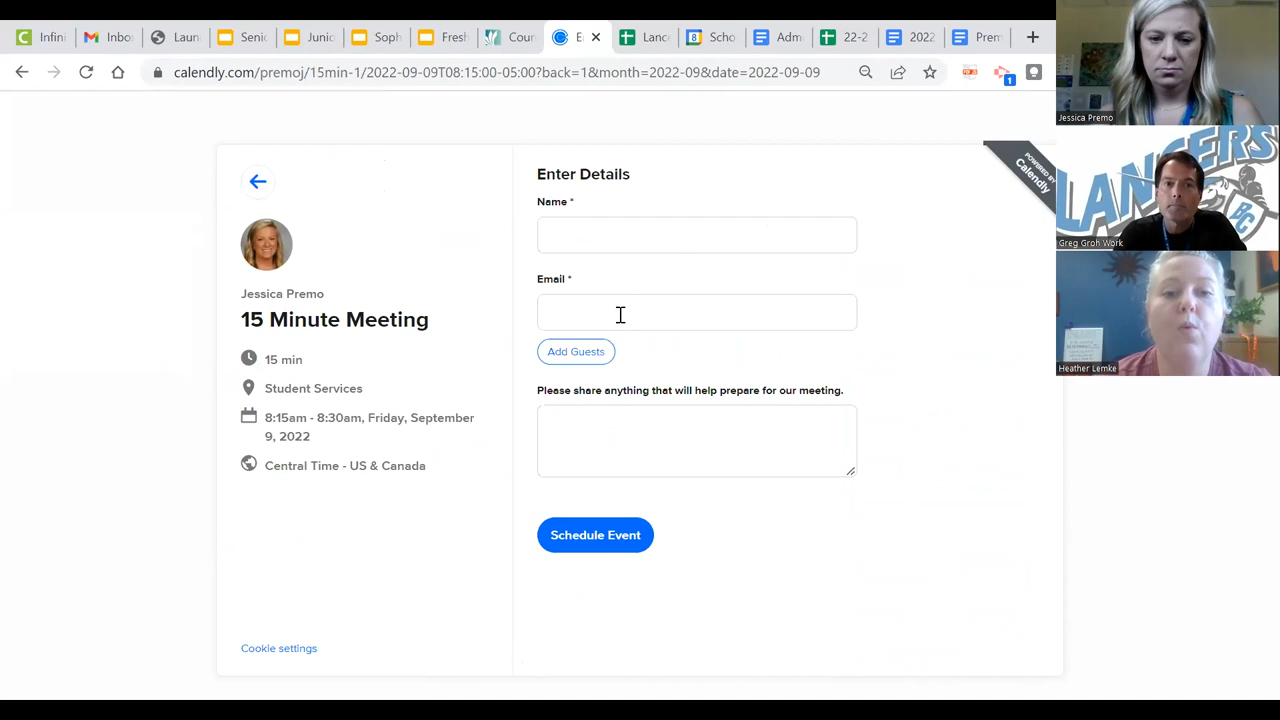 Infini
Inbo
Laun
Senio
Junio
Soph
Fresh
Coun
E
Lance
Scho
Adm
22-2
2022
Prem
calendly.com/premoj/15min-1/2022-09-09T08:15:00-05:00?back=1&month=2022-09&date=2022-09-09
1
Jessica Premo
LANCERS
BC
Greg Groh Work
Heather Lemke
POWERED BY
Calendly
Jessica Premo
15 Minute Meeting
15 min
Student Services
8:15am - 8:30am, Friday, September
9, 2022
Central Time - US & Canada
Cookie settings
Enter Details
Name *
Email *
Add Guests
Please share anything that will help prepare for our meeting.
Schedule Event